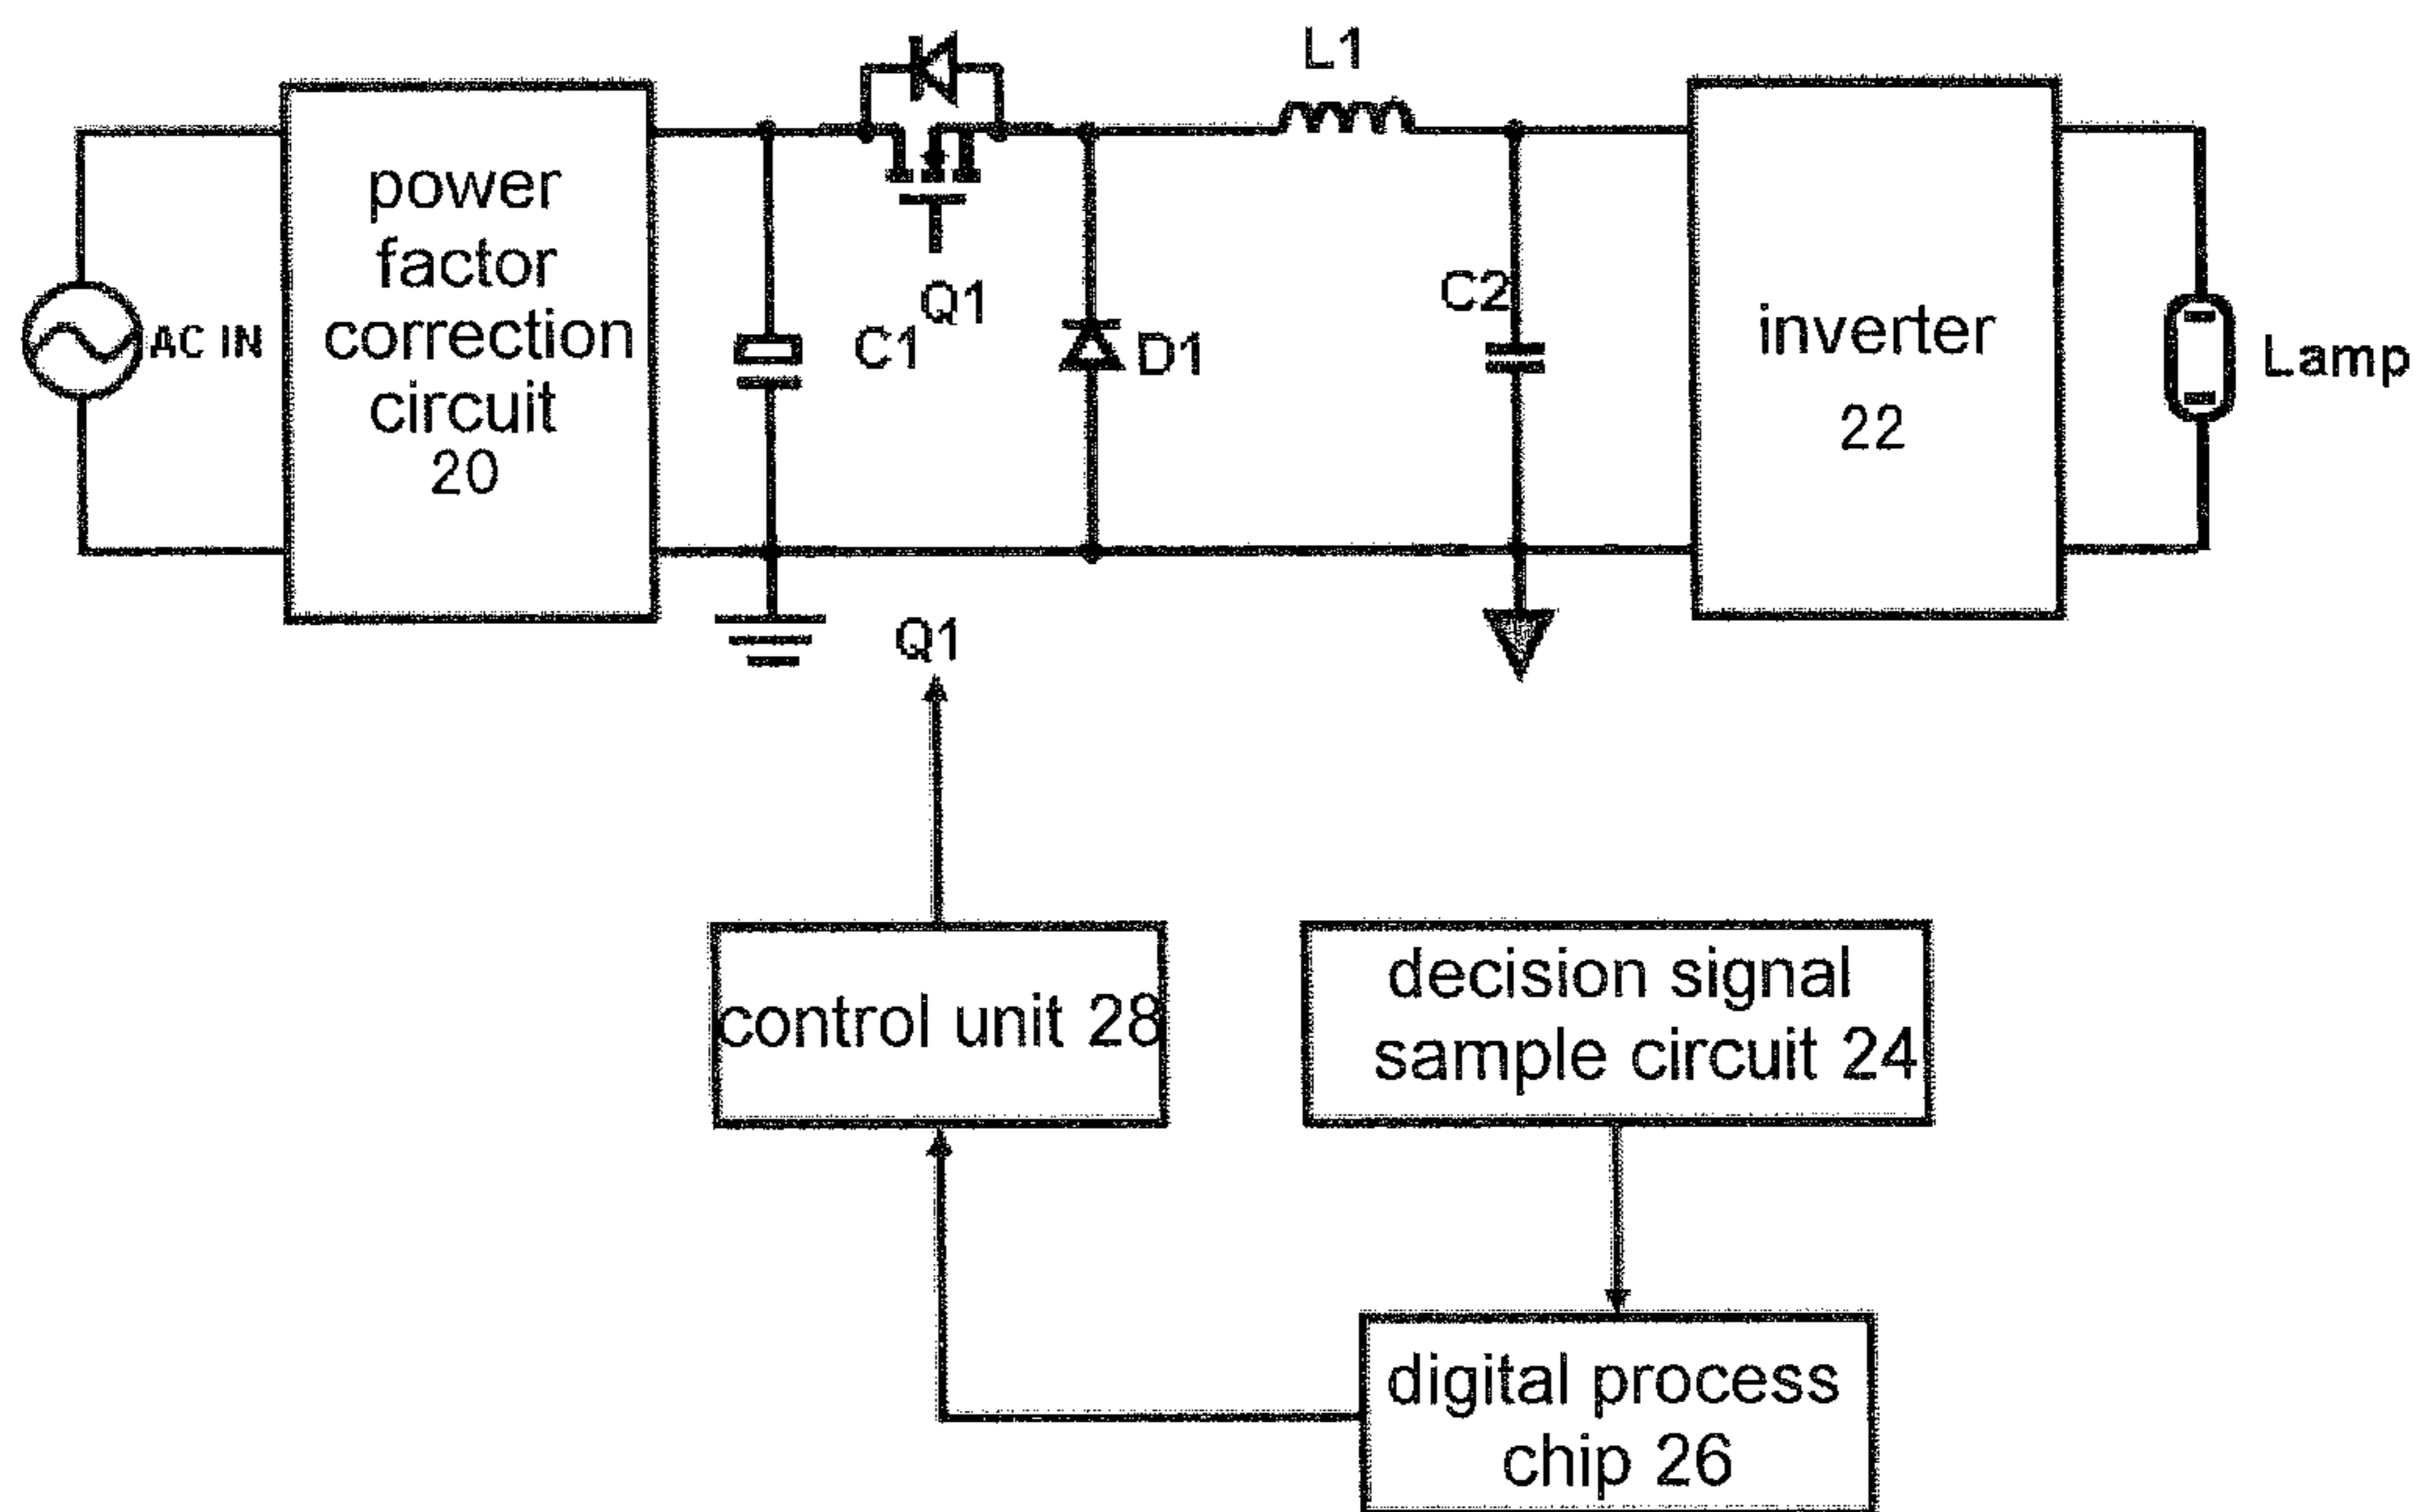 L1
power
factor
correction
circuit
20
AC IN
C1
Q1
D1
C2
inverter
22
Lamp
Q1
control unit 28
decision signal
sample circuit 24
digital process
chip 26